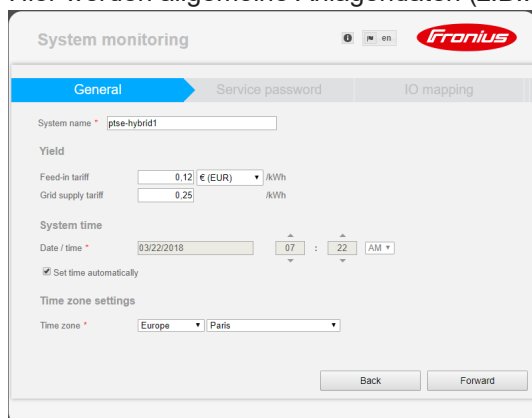 Hier werden allgemeine Anlagendaten (z.B.
System monitoring
en
Fronius
General
Service password
IO mapping
System name * ptse-hybrid1
Yield
Feed-in tariff 0,12 € (EUR) /kWh
Grid supply tariff 0,25 /kWh
System time
Date / time * 03/22/2018 07 : 22 AM
Set time automatically
Time zone settings
Time zone * Europe Paris
Back Forward